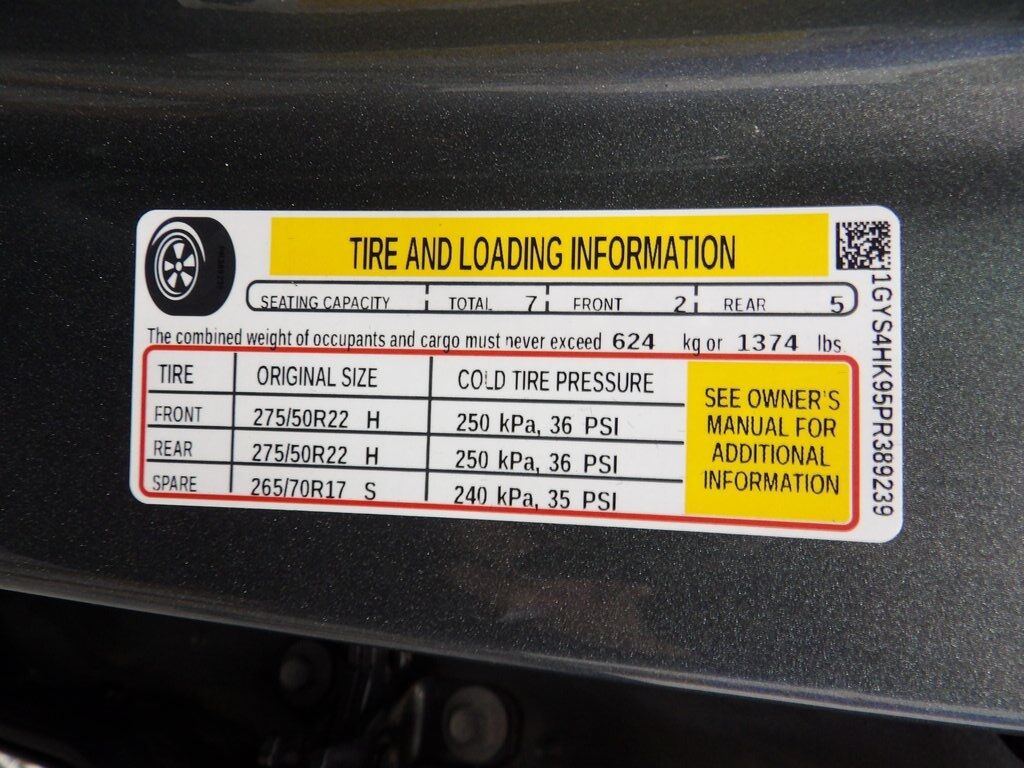 TIRE AND LOADING INFORMATION
SEATING CAPACITY TOTAL 7 FRONT 2 REAR 5
The combined weight of occupants and cargo must never exceed 624 kg or 1374 lbs.
TIRE ORIGINAL SIZE COLD TIRE PRESSURE
FRONT 275/50R22 H 250 kPa, 36 PSI
REAR 275/50R22 H 250 kPa, 36 PSI
SPARE 265/70R17 S 240 kPa, 35 PSI
SEE OWNER'S
MANUAL FOR
ADDITIONAL
INFORMATION
1GYS4HK95PR389239